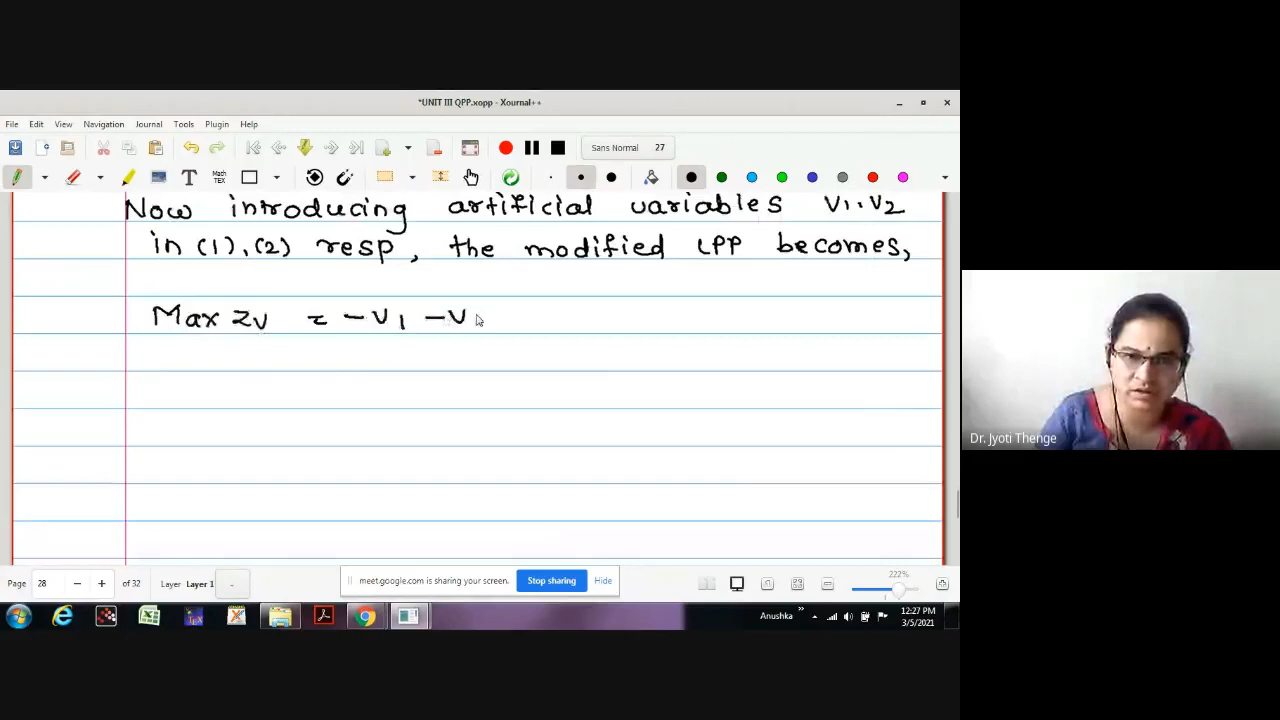 *UNIT III QPP.xopp - Xournal++
File Edit View Navigation Journal Tools Plugin Help
Sans Normal 27
Now introducing artificial variables v1, v2
in (1), (2) resp, the modified LPP becomes,
Max zv = -v1 -v
Dr. Jyoti Thenge
Page 28 of 32 Layer Layer 1
meet.google.com is sharing your screen. Stop sharing Hide
222%
Anushka
12:27 PM
3/5/2021